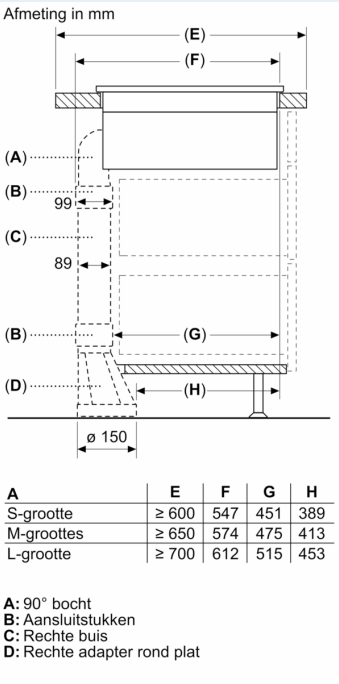 Afmeting in mm
(E)
(F)
(A)
(B)
99
(C)
89
(B)
(G)
(D)
(H)
ø 150
A E F G H
S-grootte ≥ 600 547 451 389
M-groottes ≥ 650 574 475 413
L-grootte ≥ 700 612 515 453
A: 90° bocht
B: Aansluitstukken
C: Rechte buis
D: Rechte adapter rond plat